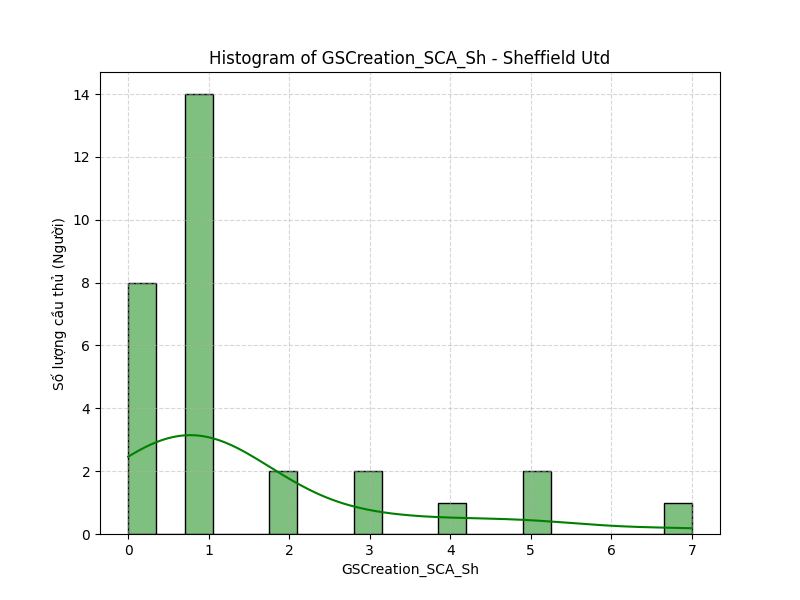 Histogram of GSCreation_SCA_Sh - Sheffield Utd
14
12
10
8
6
4
2
0
Số lượng cầu thủ (Người)
0 1 2 3 4 5 6 7
GSCreation_SCA_Sh